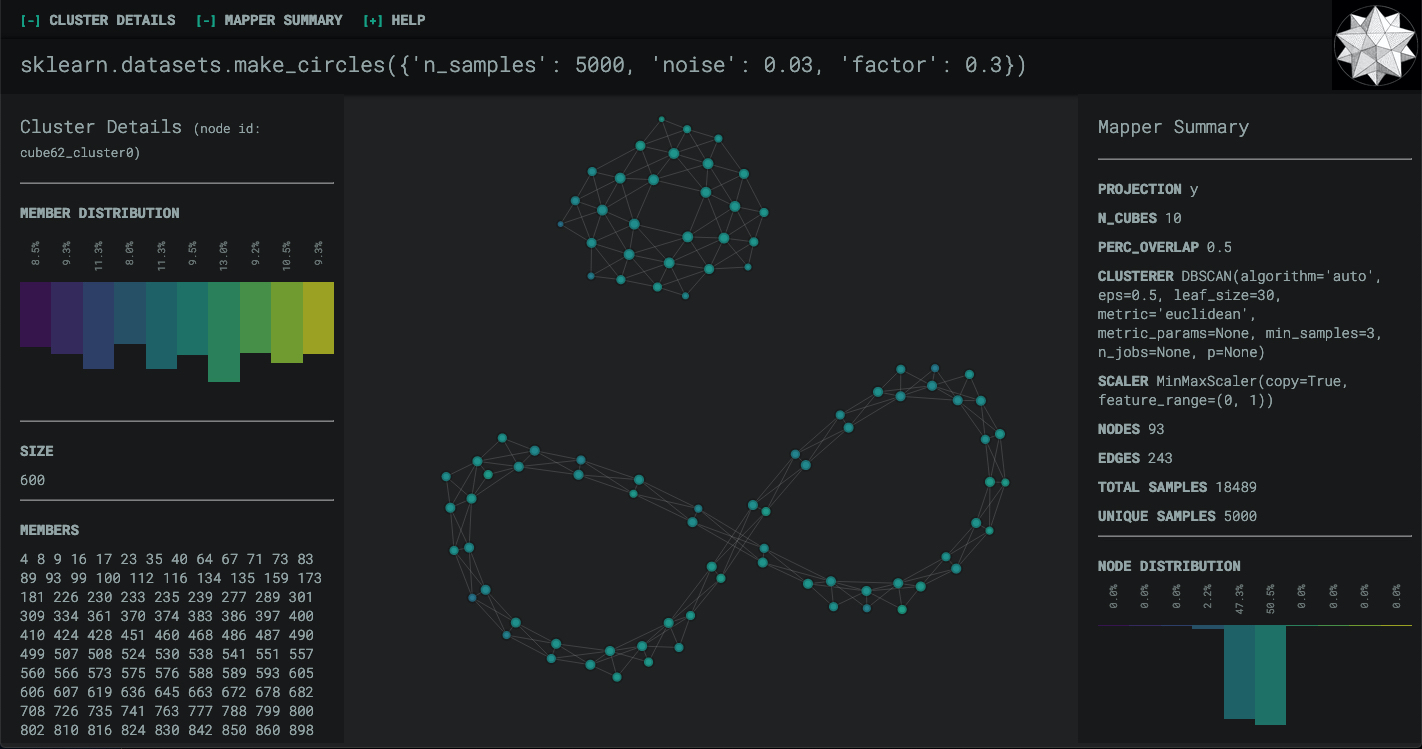 [-] CLUSTER DETAILS [-] MAPPER SUMMARY [+] HELP
sklearn.datasets.make_circles({'n_samples': 5000, 'noise': 0.03, 'factor': 0.3})
Cluster Details (node id:
cube62_cluster0)
MEMBER DISTRIBUTION
8.5% 9.3% 11.3% 8.0% 11.3% 9.5% 13.0% 9.2% 10.5% 9.3%
SIZE
600
MEMBERS
4 8 9 16 17 23 35 40 64 67 71 73 83
89 93 99 100 112 116 134 135 159 173
181 226 230 233 235 239 277 289 301
309 334 361 370 374 383 386 397 400
410 424 428 451 460 468 486 487 490
499 507 508 524 530 538 541 551 557
560 566 573 575 576 588 589 593 605
606 607 619 636 645 663 672 678 682
708 726 735 741 763 777 788 799 800
802 810 816 824 830 842 850 860 898
Mapper Summary
PROJECTION y
N_CUBES 10
PERC_OVERLAP 0.5
CLUSTERER DBSCAN(algorithm='auto',
eps=0.5, leaf_size=30,
metric='euclidean',
metric_params=None, min_samples=3,
n_jobs=None, p=None)
SCALER MinMaxScaler(copy=True,
feature_range=(0, 1))
NODES 93
EDGES 243
TOTAL SAMPLES 18489
UNIQUE SAMPLES 5000
NODE DISTRIBUTION
0.0% 0.0% 0.0% 2.2% 47.3% 50.5% 0.0% 0.0% 0.0% 0.0%